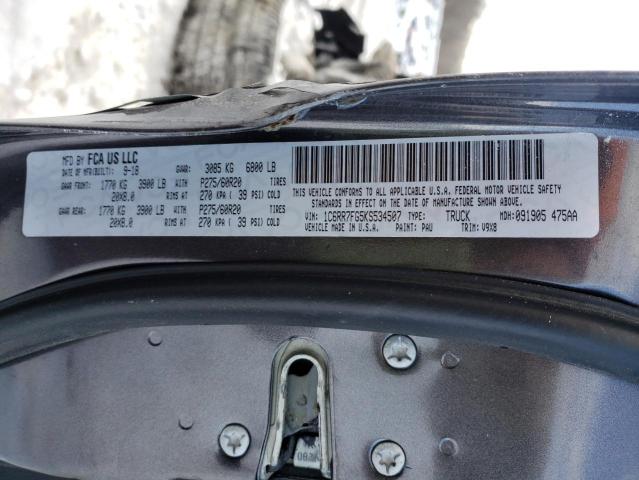 MFD BY FCA US LLC
DATE OF MFR(BUILT): 9-18 GVWR: 3085 KG 6800 LB
GAWR FRONT: 1770 KG 3900 LB WITH P275/60R20 TIRES
20X8.0 RIMS AT 270 KPA ( 39 PSI) COLD
GAWR REAR: 1770 KG 3900 LB WITH P275/60R20 TIRES
20X8.0 RIMS AT 270 KPA ( 39 PSI) COLD
THIS VEHICLE CONFORMS TO ALL APPLICABLE U.S.A. FEDERAL MOTOR VEHICLE SAFETY
STANDARDS IN EFFECT ON THE DATE OF MANUFACTURE SHOWN ABOVE.
VIN: 1C6RR7FG5KS534507 TYPE: TRUCK MDH: 091905 475AA
VEHICLE MADE IN U.S.A. PAINT: PAU TRIM: V9X8